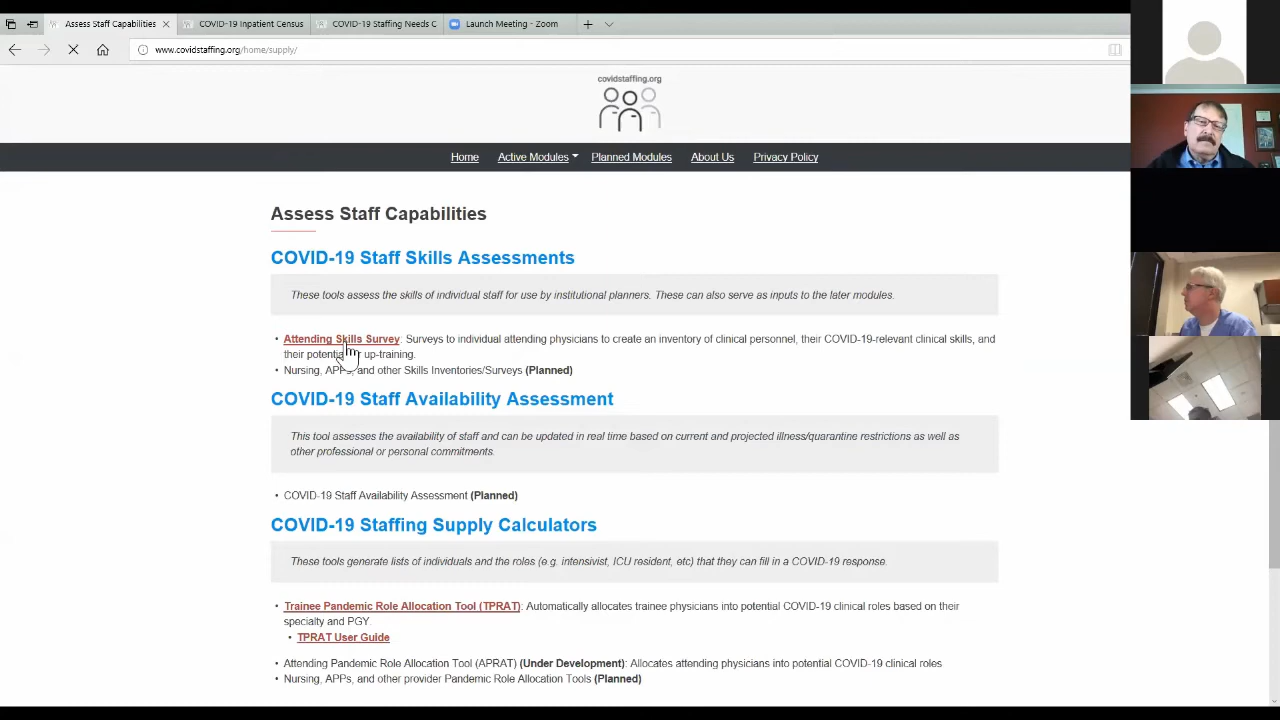 Assess Staff Capabilities
COVID-19 Inpatient Census
COVID-19 Staffing Needs C
Launch Meeting - Zoom
www.covidstaffing.org/home/supply/
covidstaffing.org
Home
Active Modules
Planned Modules
About Us
Privacy Policy
Assess Staff Capabilities
COVID-19 Staff Skills Assessments
These tools assess the skills of individual staff for use by institutional planners. These can also serve as inputs to the later modules.
• Attending Skills Survey: Surveys to individual attending physicians to create an inventory of clinical personnel, their COVID-19-relevant clinical skills, and
their potential up-training.
• Nursing, APPs, and other Skills Inventories/Surveys (Planned)
COVID-19 Staff Availability Assessment
This tool assesses the availability of staff and can be updated in real time based on current and projected illness/quarantine restrictions as well as
other professional or personal commitments.
• COVID-19 Staff Availability Assessment (Planned)
COVID-19 Staffing Supply Calculators
These tools generate lists of individuals and the roles (e.g. intensivist, ICU resident, etc) that they can fill in a COVID-19 response.
• Trainee Pandemic Role Allocation Tool (TPRAT): Automatically allocates trainee physicians into potential COVID-19 clinical roles based on their
specialty and PGY.
• TPRAT User Guide
• Attending Pandemic Role Allocation Tool (APRAT) (Under Development): Allocates attending physicians into potential COVID-19 clinical roles
• Nursing, APPs, and other provider Pandemic Role Allocation Tools (Planned)